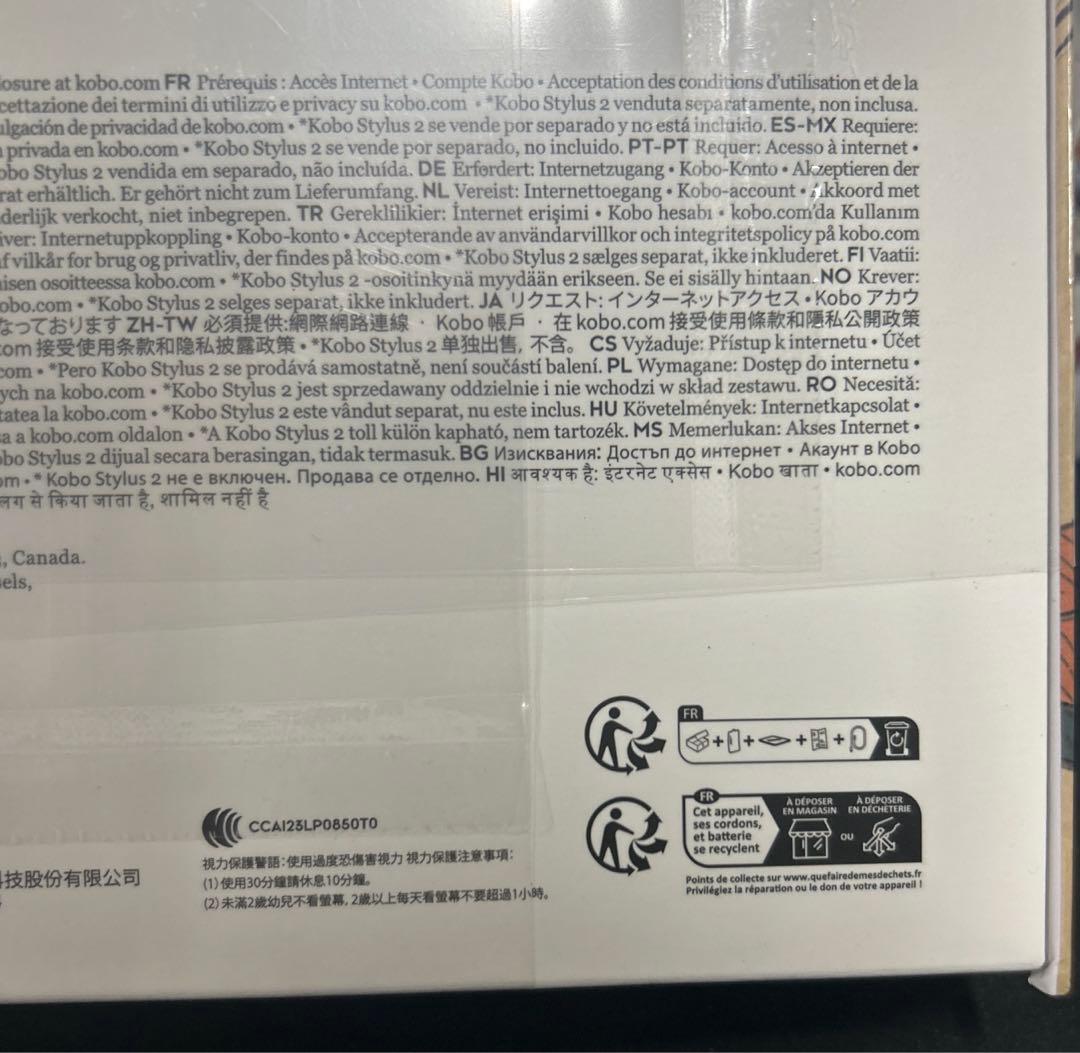 osure at kobo.com FR Prérequis : Accès Internet • Compte Kobo • Acceptation des conditions d'utilisation et de la
cettazione dei termini di utilizzo e privacy su kobo.com • *Kobo Stylus 2 venduta separatamente, non inclusa.
ulgación de privacidad de kobo.com • *Kobo Stylus 2 se vende por separado y no está incluido. ES-MX Requiere:
privada en kobo.com • *Kobo Stylus 2 se vende por separado, no incluido. PT-PT Requer: Acesso à internet •
obo Stylus 2 vendida em separado, não incluída. DE Erfordert: Internetzugang • Kobo-Konto • Akzeptieren der
rat erhältlich. Er gehört nicht zum Lieferumfang. NL Vereist: Internettoegang • Kobo-account • Akkoord met
derlijk verkocht, niet inbegrepen. TR Gereklilikier: İnternet erişimi • Kobo hesabı • kobo.com'da Kullanım
iver: Internetuppkoppling • Kobo-konto • Accepterande av användarvillkor och integritetspolicy på kobo.com
f vilkår for brug og privatliv, der findes på kobo.com • *Kobo Stylus 2 sælges separat, ikke inkluderet. FI Vaatii:
isen osoitteessa kobo.com • *Kobo Stylus 2 -osoitinkynä myydään erikseen. Se ei sisälly hintaan. NO Krever:
obo.com • *Kobo Stylus 2 selges separat, ikke inkludert. JA リクエスト: インターネットアクセス • Kobo アカウ
なっております ZH-TW 必須提供:網際網路連線 · Kobo 帳戶 · 在 kobo.com 接受使用條款和隱私公開政策
com 接受使用条款和隐私披露政策 • *Kobo Stylus 2 单独出售, 不含。 CS Vyžaduje: Přístup k internetu • Účet
com • *Pero Kobo Stylus 2 se prodává samostatně, není součástí balení. PL Wymagane: Dostęp do internetu •
ych na kobo.com • *Kobo Stylus 2 jest sprzedawany oddzielnie i nie wchodzi w skład zestawu. RO Necesită:
tatea la kobo.com • *Kobo Stylus 2 este vândut separat, nu este inclus. HU Követelmények: Internetkapcsolat •
sa a kobo.com oldalon • *A Kobo Stylus 2 toll külön kapható, nem tartozék. MS Memerlukan: Akses Internet •
obo Stylus 2 dijual secara berasingan, tidak termasuk. BG Изисквания: Достъп до интернет • Акаунт в Kobo
om • * Kobo Stylus 2 не е включен. Продава се отделно. HI आवश्यक है: इंटरनेट एक्सेस • Kobo खाता • kobo.com
लग से किया जाता है, शामिल नहीं है
, Canada.
els,
FR
FR
Cet appareil,
ses cordons,
et batterie
se recyclent
À DÉPOSER
EN MAGASIN
OU
À DÉPOSER
EN DÉCHÈTERIE
Points de collecte sur www.quefairedemesdechets.fr
Privilégiez la réparation ou le don de votre appareil !
CCAI23LP0850T0
視力保護警語:使用過度恐傷害視力 視力保護注意事項:
(1) 使用30分鐘請休息10分鐘。
(2) 未滿2歲幼兒不看螢幕, 2歲以上每天看螢幕不要超過1小時。
科技股份有限公司